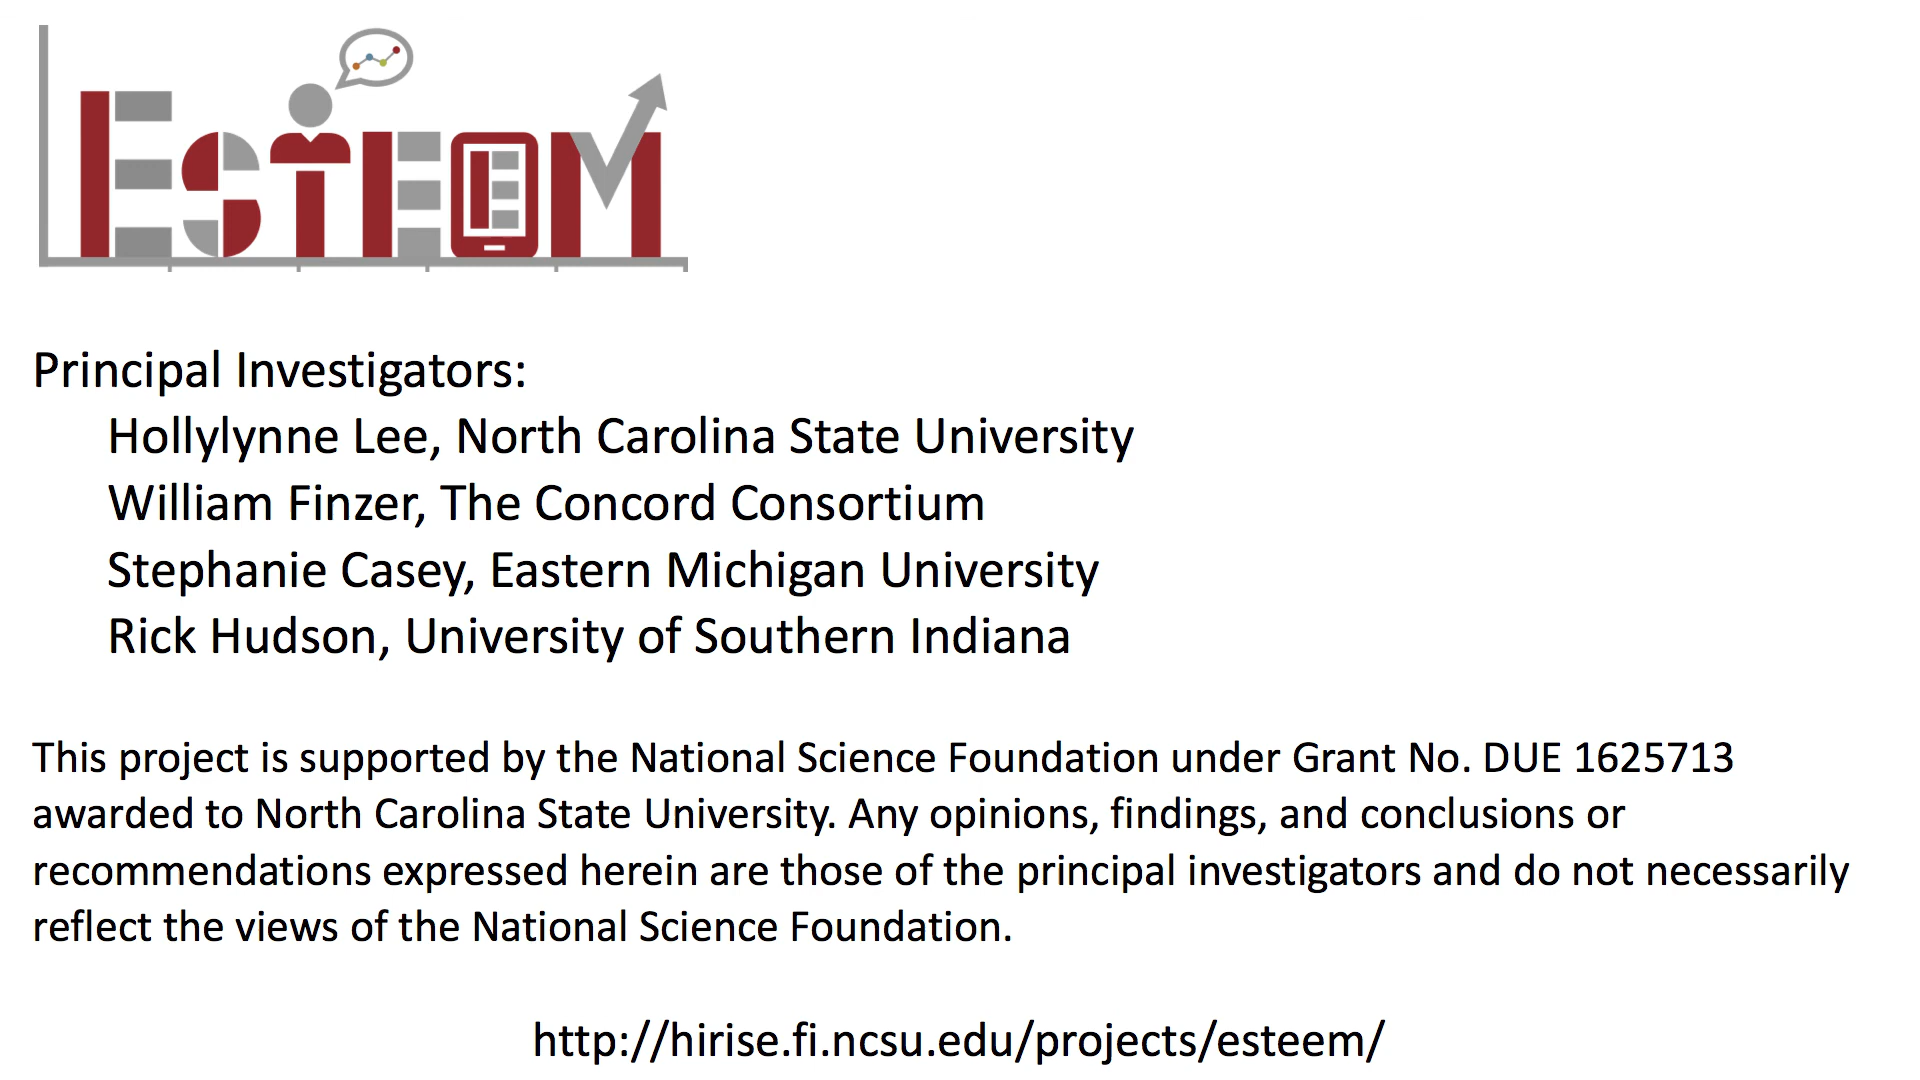 ESTEEM
Principal Investigators:
Hollylynne Lee, North Carolina State University
William Finzer, The Concord Consortium
Stephanie Casey, Eastern Michigan University
Rick Hudson, University of Southern Indiana
This project is supported by the National Science Foundation under Grant No. DUE 1625713
awarded to North Carolina State University. Any opinions, findings, and conclusions or
recommendations expressed herein are those of the principal investigators and do not necessarily
reflect the views of the National Science Foundation.
http://hirise.fi.ncsu.edu/projects/esteem/